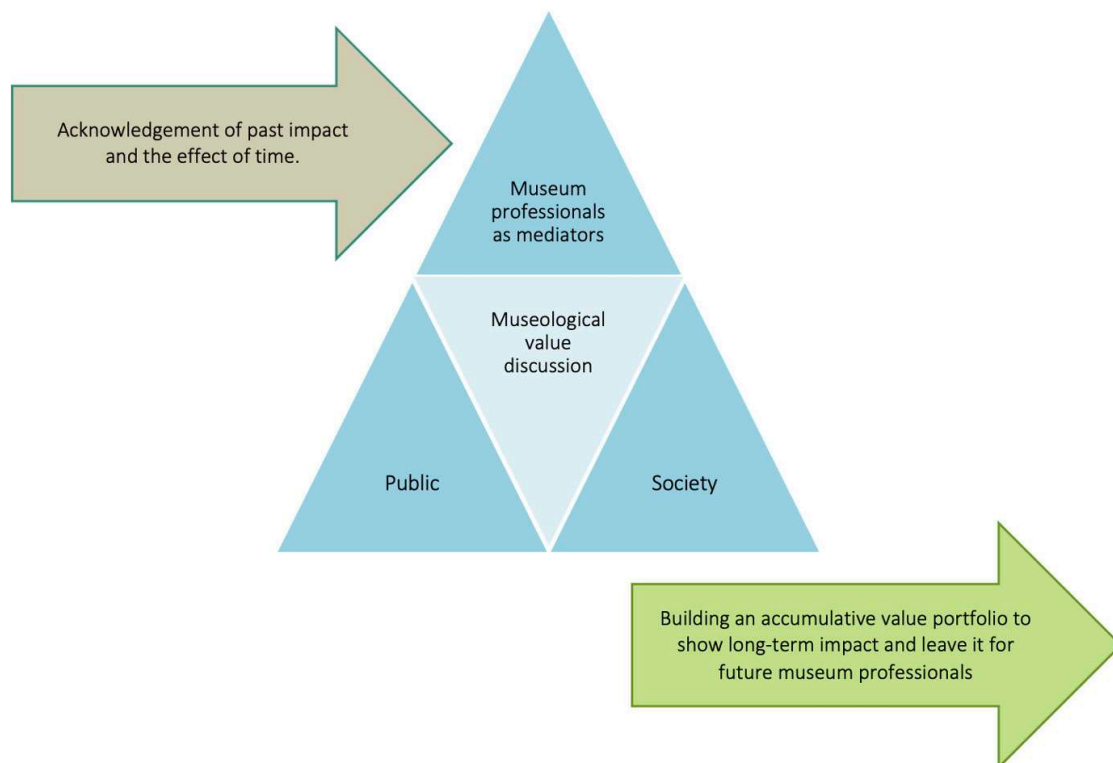 Acknowledgement of past impact
and the effect of time.
Museum
professionals
as mediators
Museological
value
discussion
Public
Society
Building an accumulative value portfolio to
show long-term impact and leave it for
future museum professionals